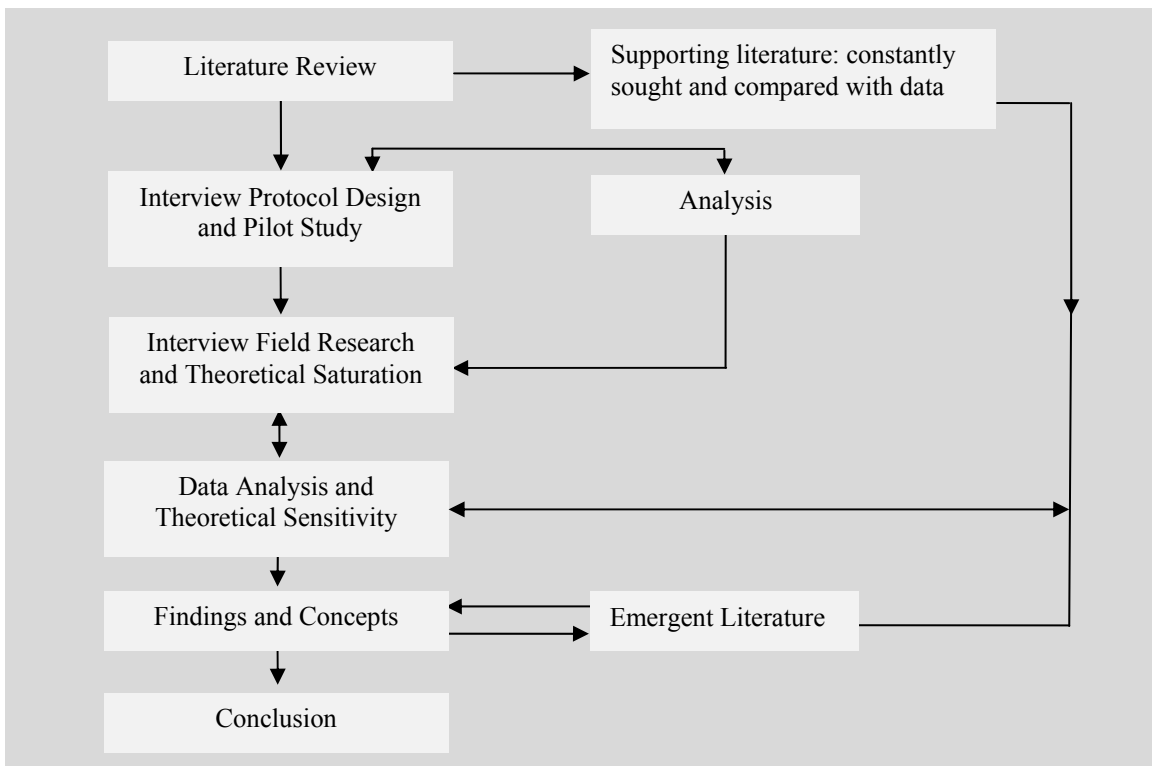 Literature Review
Supporting literature: constantly
sought and compared with data
Interview Protocol Design
and Pilot Study
Analysis
Interview Field Research
and Theoretical Saturation
Data Analysis and
Theoretical Sensitivity
Findings and Concepts
Emergent Literature
Conclusion